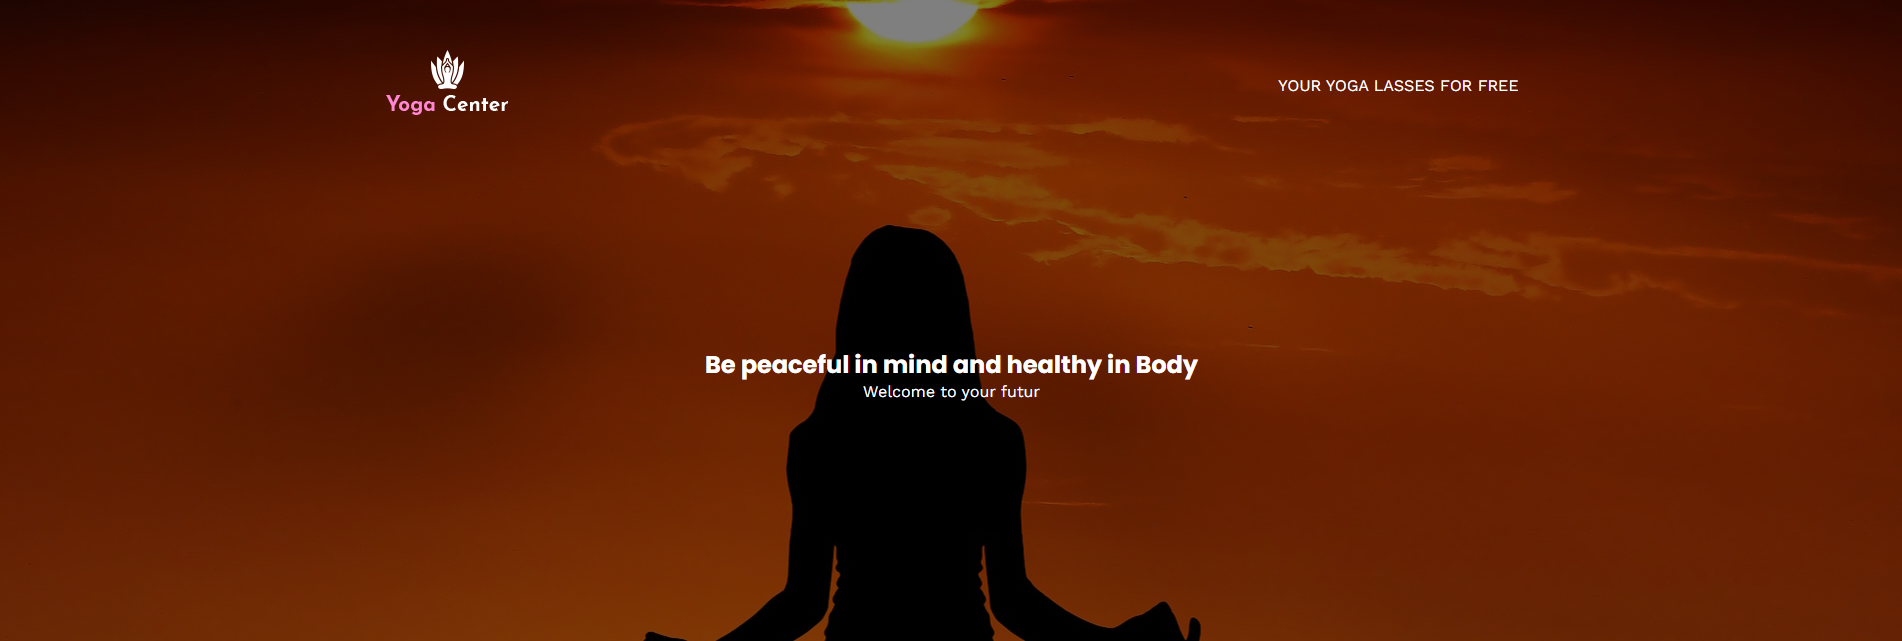 Yoga Center
YOUR YOGA LASSES FOR FREE
Be peaceful in mind and healthy in Body
Welcome to your futur